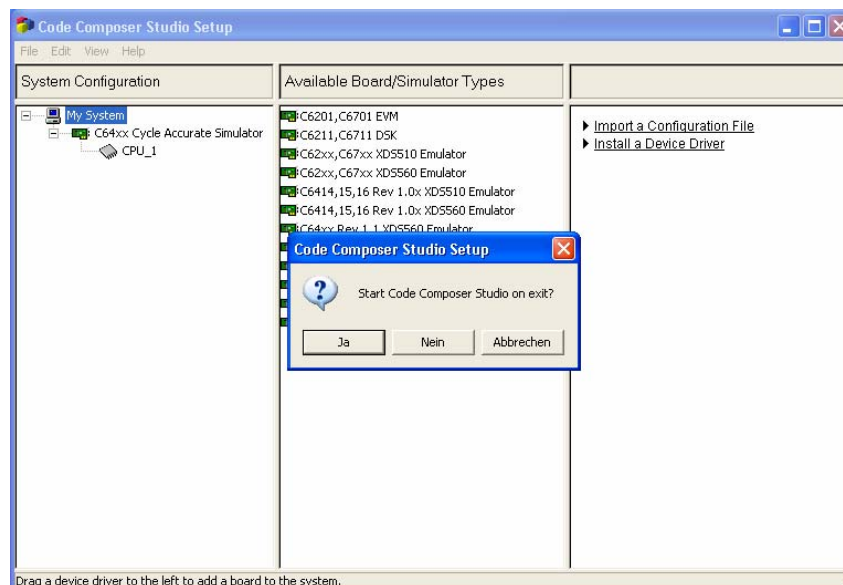 Code Composer Studio Setup
File Edit View Help
System Configuration
Available Board/Simulator Types
My System
C64xx Cycle Accurate Simulator
CPU_1
C6201,C6701 EVM
C6211,C6711 DSK
C62xx,C67xx XDS510 Emulator
C62xx,C67xx XDS560 Emulator
C6414,15,16 Rev 1.0x XDS510 Emulator
C6414,15,16 Rev 1.0x XDS560 Emulator
C64xx Rev 1.1 XDS560 Emulator
Import a Configuration File
Install a Device Driver
Code Composer Studio Setup
Start Code Composer Studio on exit?
Ja Nein Abbrechen
Drag a device driver to the left to add a board to the system.